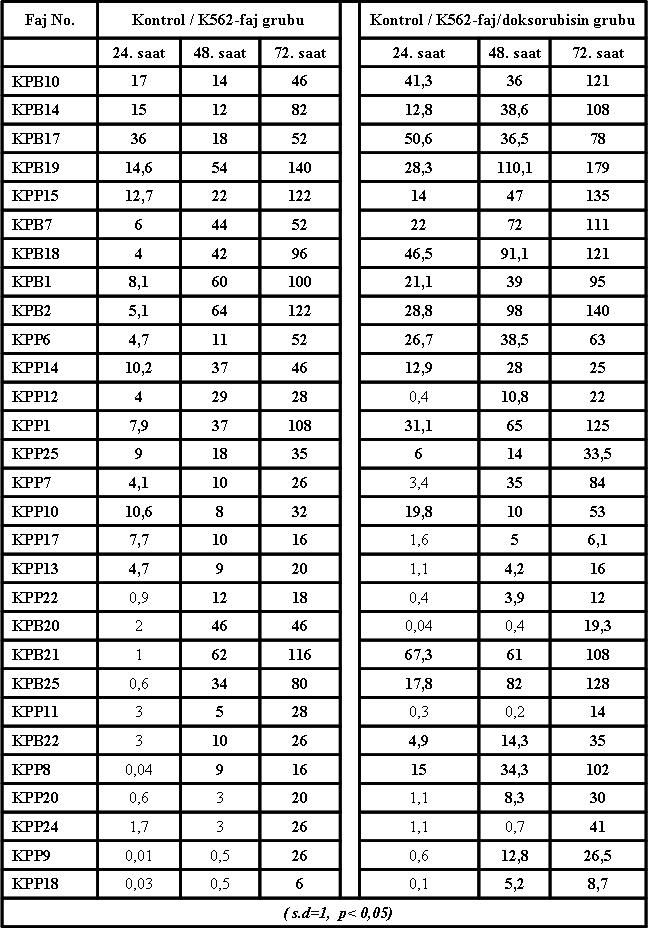 Faj No. Kontrol / K562-faj grubu Kontrol / K562-faj/doksorubisin grubu
24. saat 48. saat 72. saat 24. saat 48. saat 72. saat
KPB10 17 14 46 41,3 36 121
KPB14 15 12 82 12,8 38,6 108
KPB17 36 18 52 50,6 36,5 78
KPB19 14,6 54 140 28,3 110,1 179
KPP15 12,7 22 122 14 47 135
KPB7 6 44 52 22 72 111
KPB18 4 42 96 46,5 91,1 121
KPB1 8,1 60 100 21,1 39 95
KPB2 5,1 64 122 28,8 98 140
KPP6 4,7 11 52 26,7 38,5 63
KPP14 10,2 37 46 12,9 28 25
KPP12 4 29 28 0,4 10,8 22
KPP1 7,9 37 108 31,1 65 125
KPP25 9 18 35 6 14 33,5
KPP7 4,1 10 26 3,4 35 84
KPP10 10,6 8 32 19,8 10 53
KPP17 7,7 10 16 1,6 5 6,1
KPP13 4,7 9 20 1,1 4,2 16
KPP22 0,9 12 18 0,4 3,9 12
KPB20 2 46 46 0,04 0,4 19,3
KPB21 1 62 116 67,3 61 108
KPB25 0,6 34 80 17,8 82 128
KPP11 3 5 28 0,3 0,2 14
KPB22 3 10 26 4,9 14,3 35
KPP8 0,04 9 16 15 34,3 102
KPP20 0,6 3 20 1,1 8,3 30
KPP24 1,7 3 26 1,1 0,7 41
KPP9 0,01 0,5 26 0,6 12,8 26,5
KPP18 0,03 0,5 6 0,1 5,2 8,7
( s.d=1, p< 0,05)